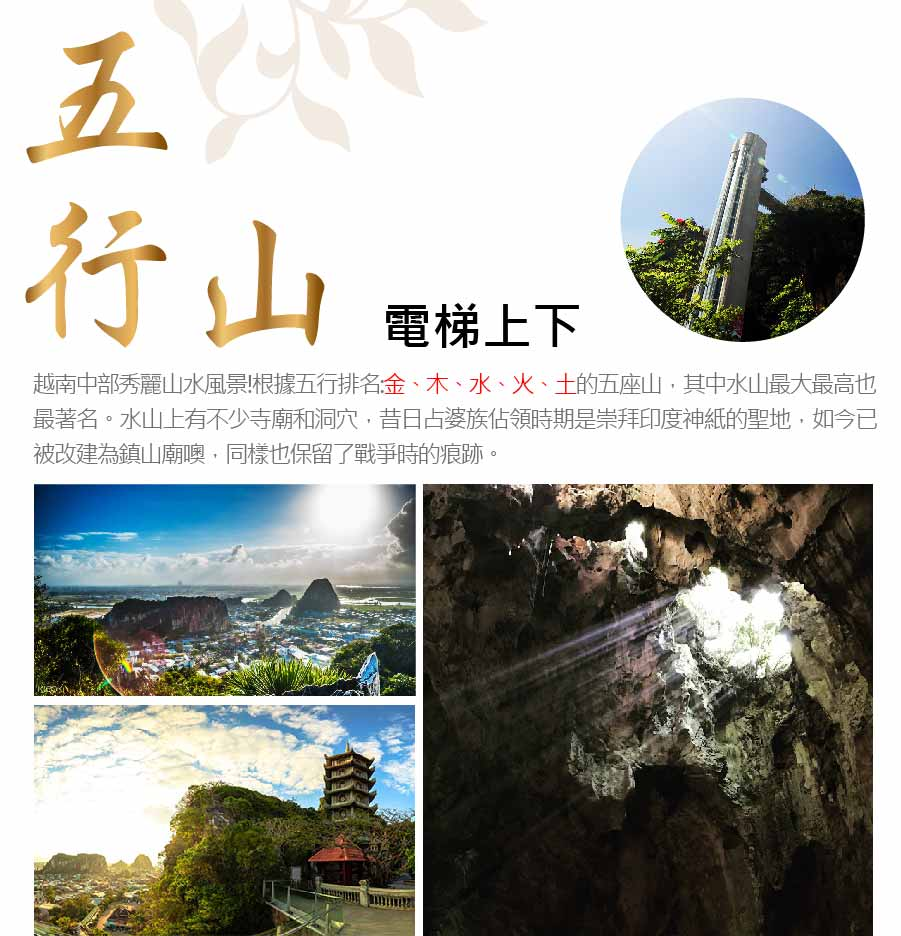 五行山
電梯上下
越南中部秀麗山水風景!根據五行排名:金、木、水、火、土的五座山，其中水山最大最高也
最著名。水山上有不少寺廟和洞穴，昔日占婆族佔領時期是崇拜印度神紙的聖地，如今已
被改建為鎮山廟噢，同樣也保留了戰爭時的痕跡。